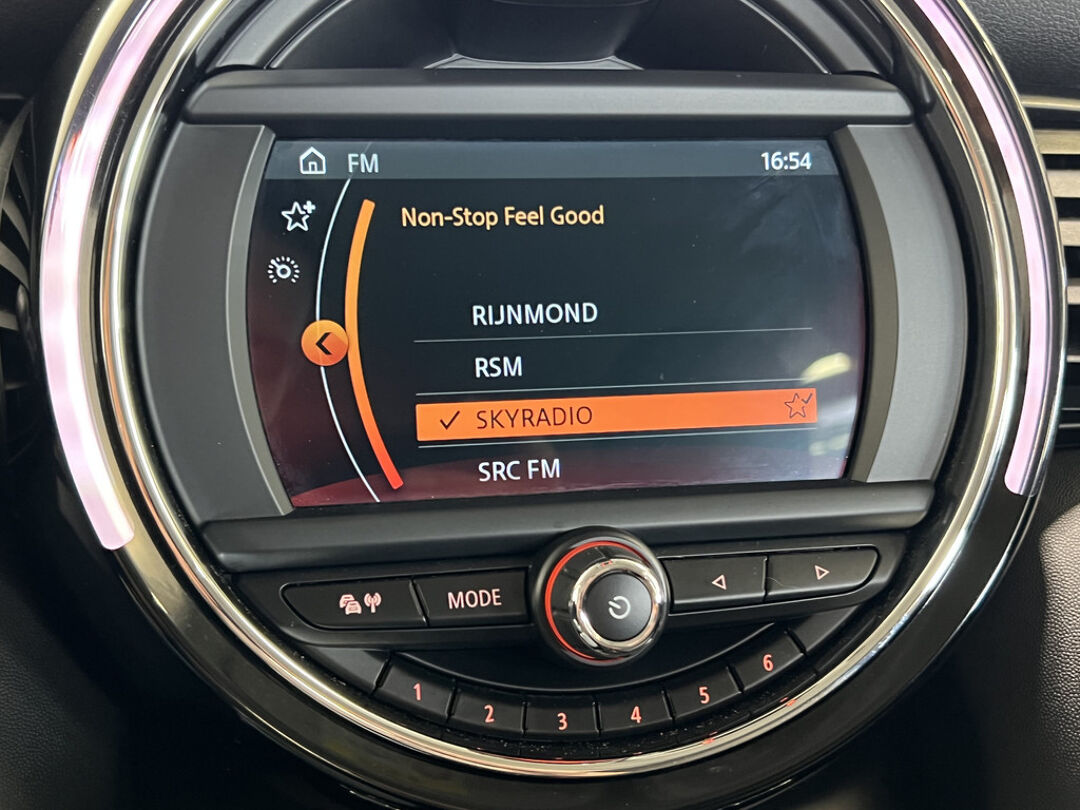 FM
16:54
Non-Stop Feel Good
RIJNMOND
RSM
SKYRADIO
SRC FM
MODE
1
2
3
4
5
6